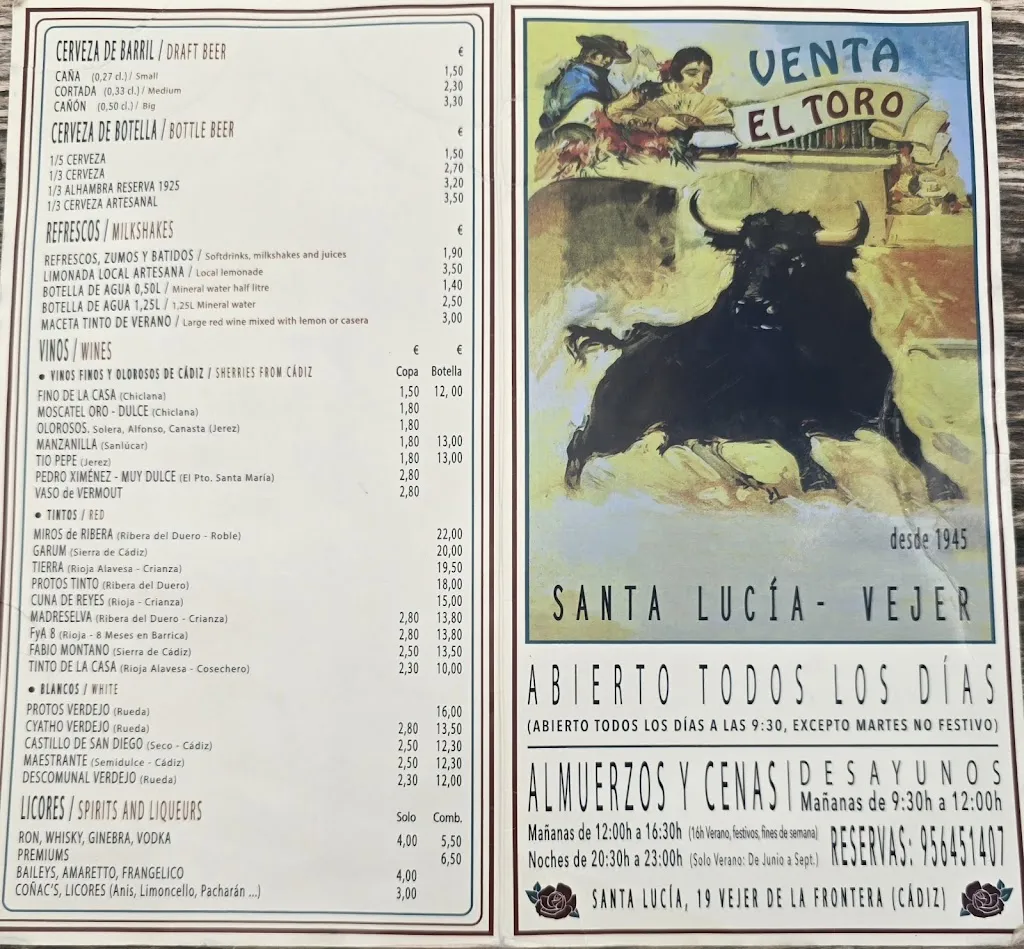 CERVEZA DE BARRIL / DRAFT BEER €
CAÑA (0,27 cl.) / Small 1,50
CORTADA (0,33 cl.) / Medium 2,30
CAÑÓN (0,50 cl.) / Big 3,30
CERVEZA DE BOTELLA / BOTTLE BEER €
1/5 CERVEZA 1,50
1/3 CERVEZA 2,70
1/3 ALHAMBRA RESERVA 1925 3,20
1/3 CERVEZA ARTESANAL 3,50
REFRESCOS / MILKSHAKES €
REFRESCOS, ZUMOS Y BATIDOS / Softdrinks, milkshakes and juices 1,90
LIMONADA LOCAL ARTESANA / Local lemonade 3,50
BOTELLA DE AGUA 0,50L / Mineral water half litre 1,40
BOTELLA DE AGUA 1,25L / 1,25L Mineral water 2,50
MACETA TINTO DE VERANO / Large red wine mixed with lemon or casera 3,00
VINOS / WINES € €
• VINOS FINOS Y OLOROSOS DE CÁDIZ / SHERRIES FROM CÁDIZ Copa Botella
FINO DE LA CASA (Chiclana) 1,50 12,00
MOSCATEL ORO - DULCE (Chiclana) 1,80
OLOROSOS. Solera, Alfonso, Canasta (Jerez) 1,80
MANZANILLA (Sanlúcar) 1,80 13,00
TIO PEPE (Jerez) 1,80 13,00
PEDRO XIMÉNEZ - MUY DULCE (El Pto. Santa María) 2,80
VASO de VERMOUT 2,80
• TINTOS / RED
MIROS de RIBERA (Ribera del Duero - Roble) 22,00
GARUM (Sierra de Cádiz) 20,00
TIERRA (Rioja Alavesa - Crianza) 19,50
PROTOS TINTO (Ribera del Duero) 18,00
CUNA DE REYES (Rioja - Crianza) 15,00
MADRESELVA (Ribera del Duero - Crianza) 2,80 13,80
FyA 8 (Rioja - 8 Meses en Barrica) 2,80 13,80
FABIO MONTANO (Sierra de Cádiz) 2,50 13,50
TINTO DE LA CASA (Rioja Alavesa - Cosechero) 2,30 10,00
• BLANCOS / WHITE
PROTOS VERDEJO (Rueda) 16,00
CYATHO VERDEJO (Rueda) 2,80 13,50
CASTILLO DE SAN DIEGO (Seco - Cádiz) 2,50 12,30
MAESTRANTE (Semidulce - Cádiz) 2,50 12,30
DESCOMUNAL VERDEJO (Rueda) 2,30 12,00
LICORES / SPIRITS AND LIQUEURS Solo Comb.
RON, WHISKY, GINEBRA, VODKA 4,00 5,50
PREMIUMS 6,50
BAILEYS, AMARETTO, FRANGELICO 4,00
COÑAC'S, LICORES (Anis, Limoncello, Pacharán ...) 3,00
VENTA
EL TORO
desde 1945
SANTA LUCÍA - VEJER
ABIERTO TODOS LOS DÍAS
(ABIERTO TODOS LOS DÍAS A LAS 9:30, EXCEPTO MARTES NO FESTIVO)
ALMUERZOS Y CENAS
Mañanas de 12:00h a 16:30h (16h Verano, festivos, fines de semana)
Noches de 20:30h a 23:00h (Solo Verano: De Junio a Sept.)
DESAYUNOS
Mañanas de 9:30h a 12:00h
RESERVAS: 956451407
SANTA LUCÍA, 19 VEJER DE LA FRONTERA (CÁDIZ)